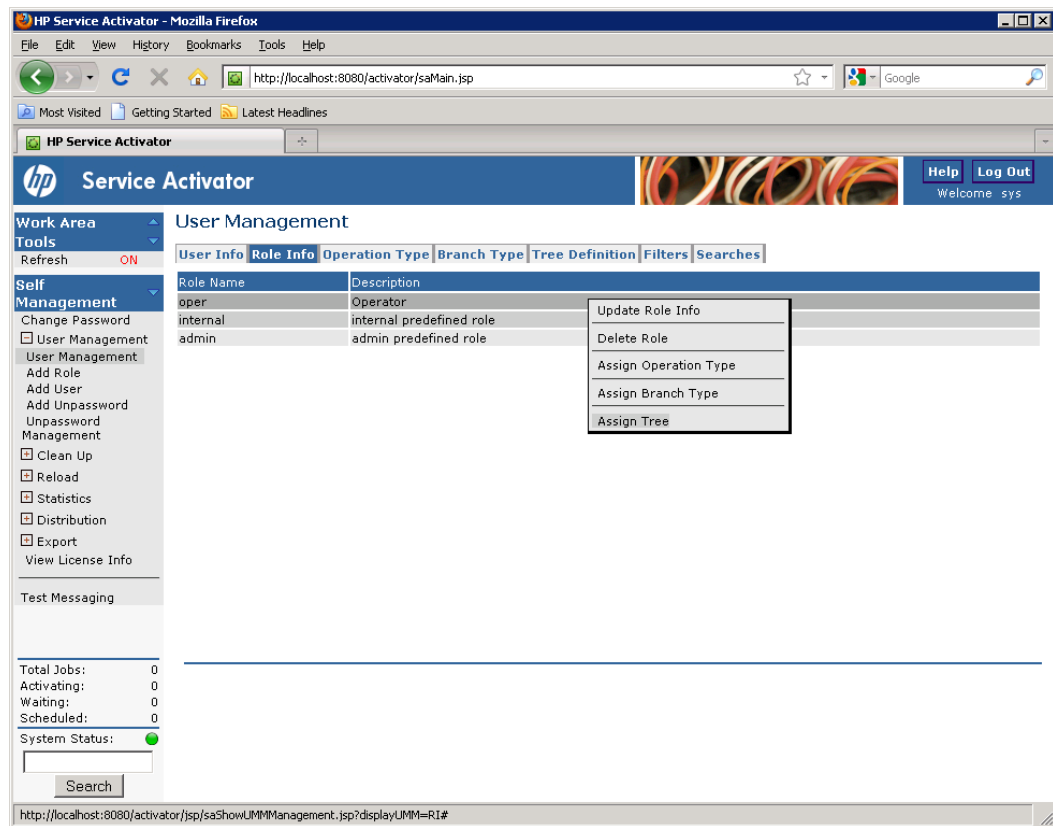 HP Service Activator - Mozilla Firefox
File Edit View History Bookmarks Tools Help
http://localhost:8080/activator/saMain.jsp
Google
Most Visited Getting Started Latest Headlines
HP Service Activator
hp Service Activator
Help Log Out
Welcome sys
Work Area
Tools
Refresh ON
Self
Management
Change Password
User Management
User Management
Add Role
Add User
Add Unpassword
Unpassword
Management
Clean Up
Reload
Statistics
Distribution
Export
View License Info
Test Messaging
Total Jobs: 0
Activating: 0
Waiting: 0
Scheduled: 0
System Status:
Search
User Management
User Info Role Info Operation Type Branch Type Tree Definition Filters Searches
Role Name Description
oper Operator
internal internal predefined role
admin admin predefined role
Update Role Info
Delete Role
Assign Operation Type
Assign Branch Type
Assign Tree
http://localhost:8080/activator/jsp/saShowUMMManagement.jsp?displayUMM=RI#